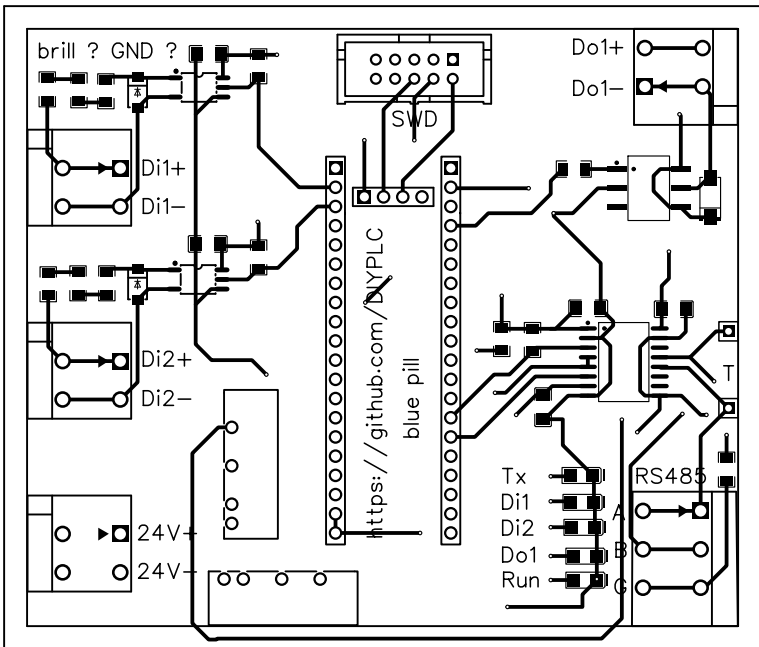 brill ? GND ?
Do1+
Do1-
SWD
Di1+
Di1-
https://github.com/DIYPLC
blue pill
Di2+
Di2-
T
Tx
RS485
Di1
A
Di2
24V+
B
Do1
24V-
Run
G